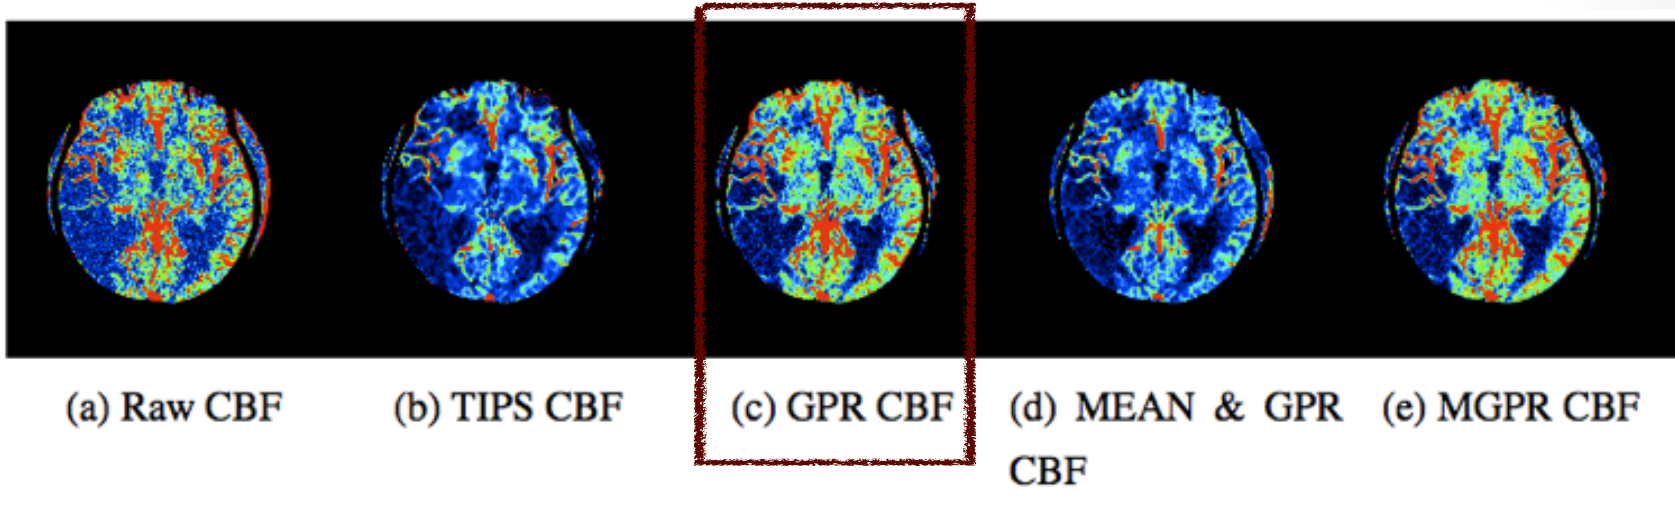 (a) Raw CBF
(b) TIPS CBF
(c) GPR CBF
(d) MEAN & GPR
CBF
(e) MGPR CBF